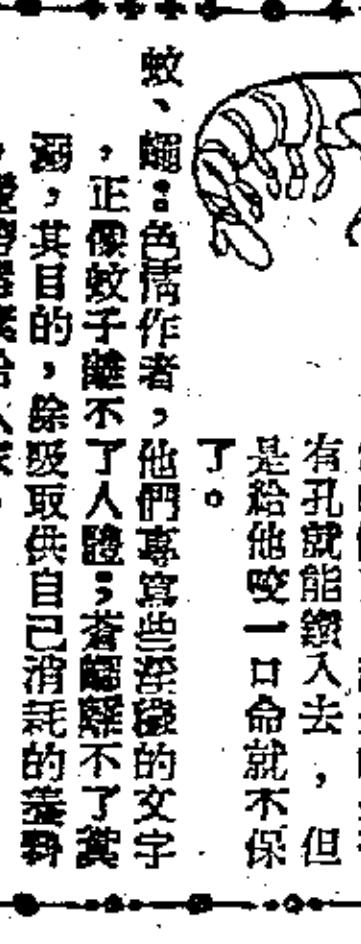 有孔就能鑽入去，但
是給他咬一口命就不保
了。
蚊、蠅：色情作者，他們專寫些淫穢的文字
，正像蚊子離不了人體；蒼蠅離不了糞
溺，其目的，除吸取供自己消耗的養料